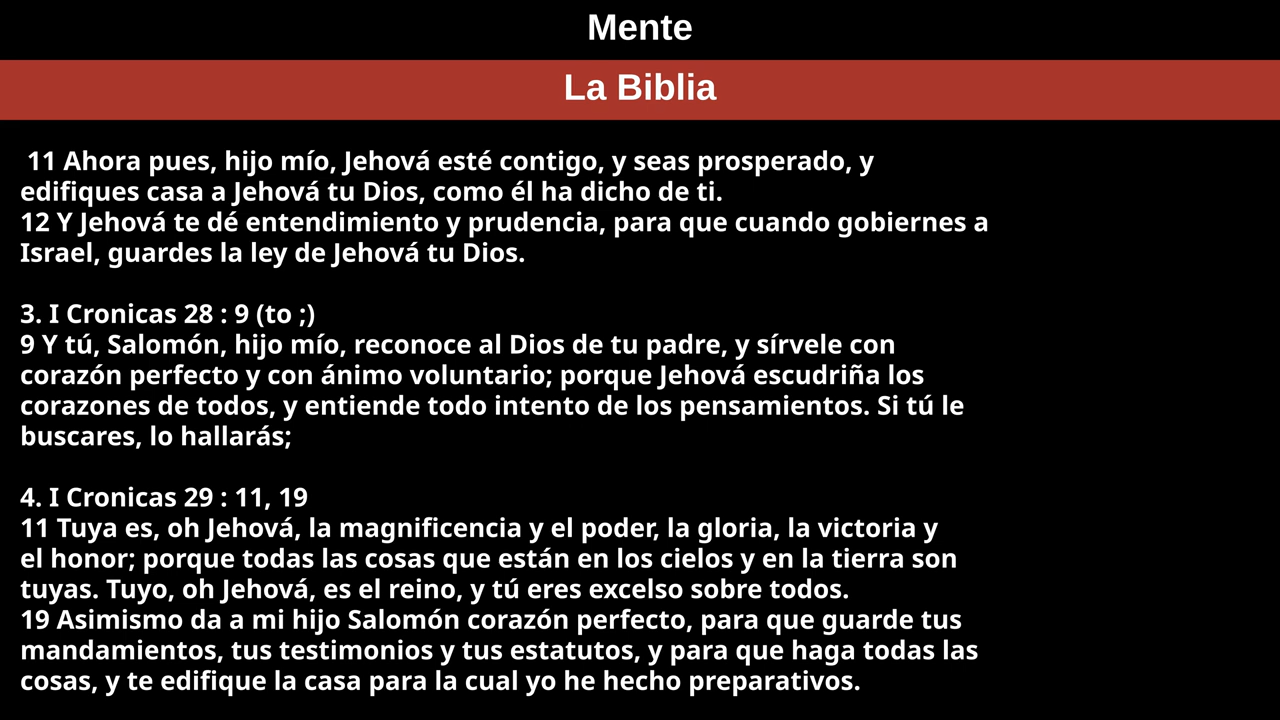 Mente
La Biblia
11 Ahora pues, hijo mío, Jehová esté contigo, y seas prosperado, y
edifiques casa a Jehová tu Dios, como él ha dicho de ti.
12 Y Jehová te dé entendimiento y prudencia, para que cuando gobiernes a
Israel, guardes la ley de Jehová tu Dios.
3. I Cronicas 28 : 9 (to ;)
9 Y tú, Salomón, hijo mío, reconoce al Dios de tu padre, y sírvele con
corazón perfecto y con ánimo voluntario; porque Jehová escudriña los
corazones de todos, y entiende todo intento de los pensamientos. Si tú le
buscares, lo hallarás;
4. I Cronicas 29 : 11, 19
11 Tuya es, oh Jehová, la magnificencia y el poder, la gloria, la victoria y
el honor; porque todas las cosas que están en los cielos y en la tierra son
tuyas. Tuyo, oh Jehová, es el reino, y tú eres excelso sobre todos.
19 Asimismo da a mi hijo Salomón corazón perfecto, para que guarde tus
mandamientos, tus testimonios y tus estatutos, y para que haga todas las
cosas, y te edifique la casa para la cual yo he hecho preparativos.